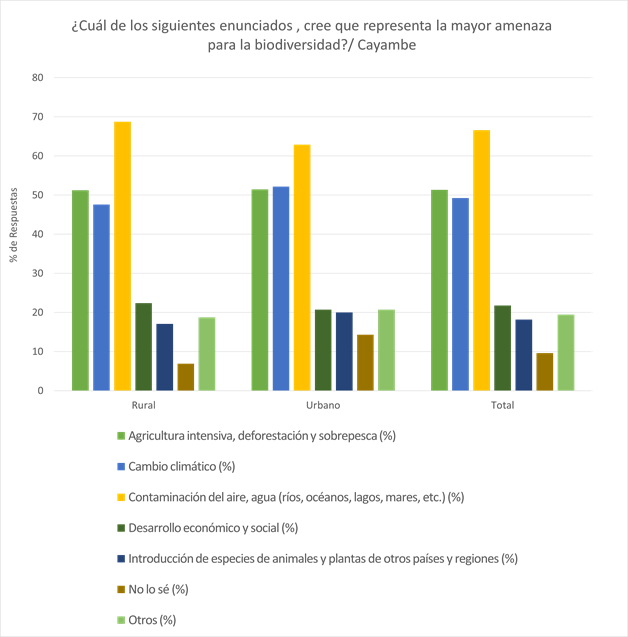 ¿Cuál de los siguientes enunciados , cree que representa la mayor amenaza
para la biodiversidad?/ Cayambe
80
70
60
50
40
30
20
10
0
% de Respuestas
Rural
Urbano
Total
Agricultura intensiva, deforestación y sobrepesca (%)
Cambio climático (%)
Contaminación del aire, agua (ríos, océanos, lagos, mares, etc.) (%)
Desarrollo económico y social (%)
Introducción de especies de animales y plantas de otros países y regiones (%)
No lo sé (%)
Otros (%)